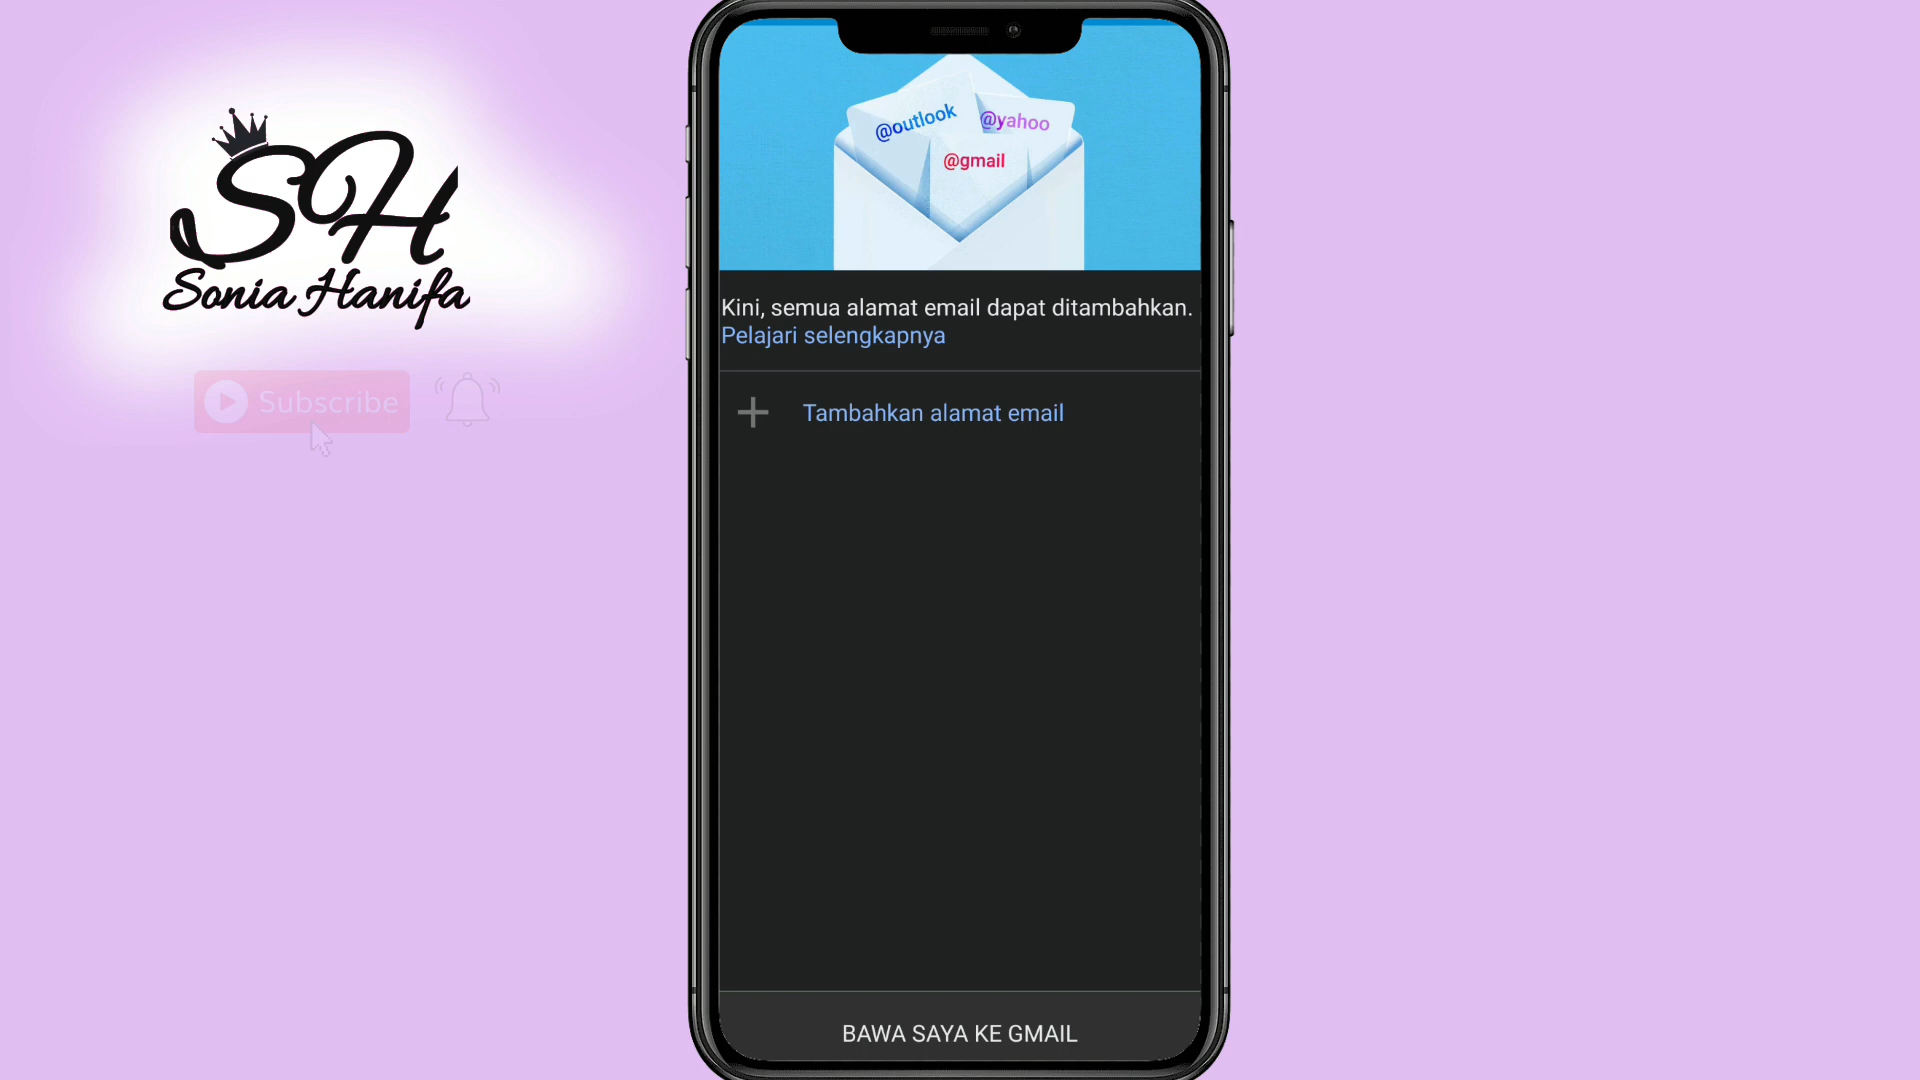 SH
Sonia Hanifa
Subscribe
@outlook
@yahoo
@gmail
Kini, semua alamat email dapat ditambahkan.
Pelajari selengkapnya
Tambahkan alamat email
BAWA SAYA KE GMAIL